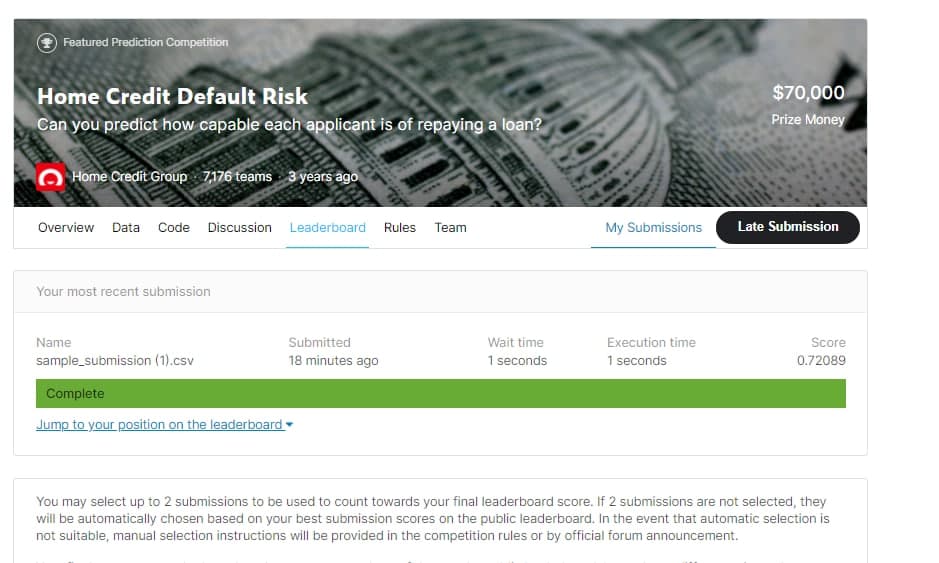 Featured Prediction Competition
Home Credit Default Risk
$70,000
Can you predict how capable each applicant is of repaying a loan?
Prize Money
Home Credit Group · 7,176 teams · 3 years ago
Overview Data Code Discussion Leaderboard Rules Team My Submissions Late Submission
Your most recent submission
Name Submitted Wait time Execution time Score
sample_submission (1).csv 18 minutes ago 1 seconds 1 seconds 0.72089
Complete
Jump to your position on the leaderboard
You may select up to 2 submissions to be used to count towards your final leaderboard score. If 2 submissions are not selected, they
will be automatically chosen based on your best submission scores on the public leaderboard. In the event that automatic selection is
not suitable, manual selection instructions will be provided in the competition rules or by official forum announcement.